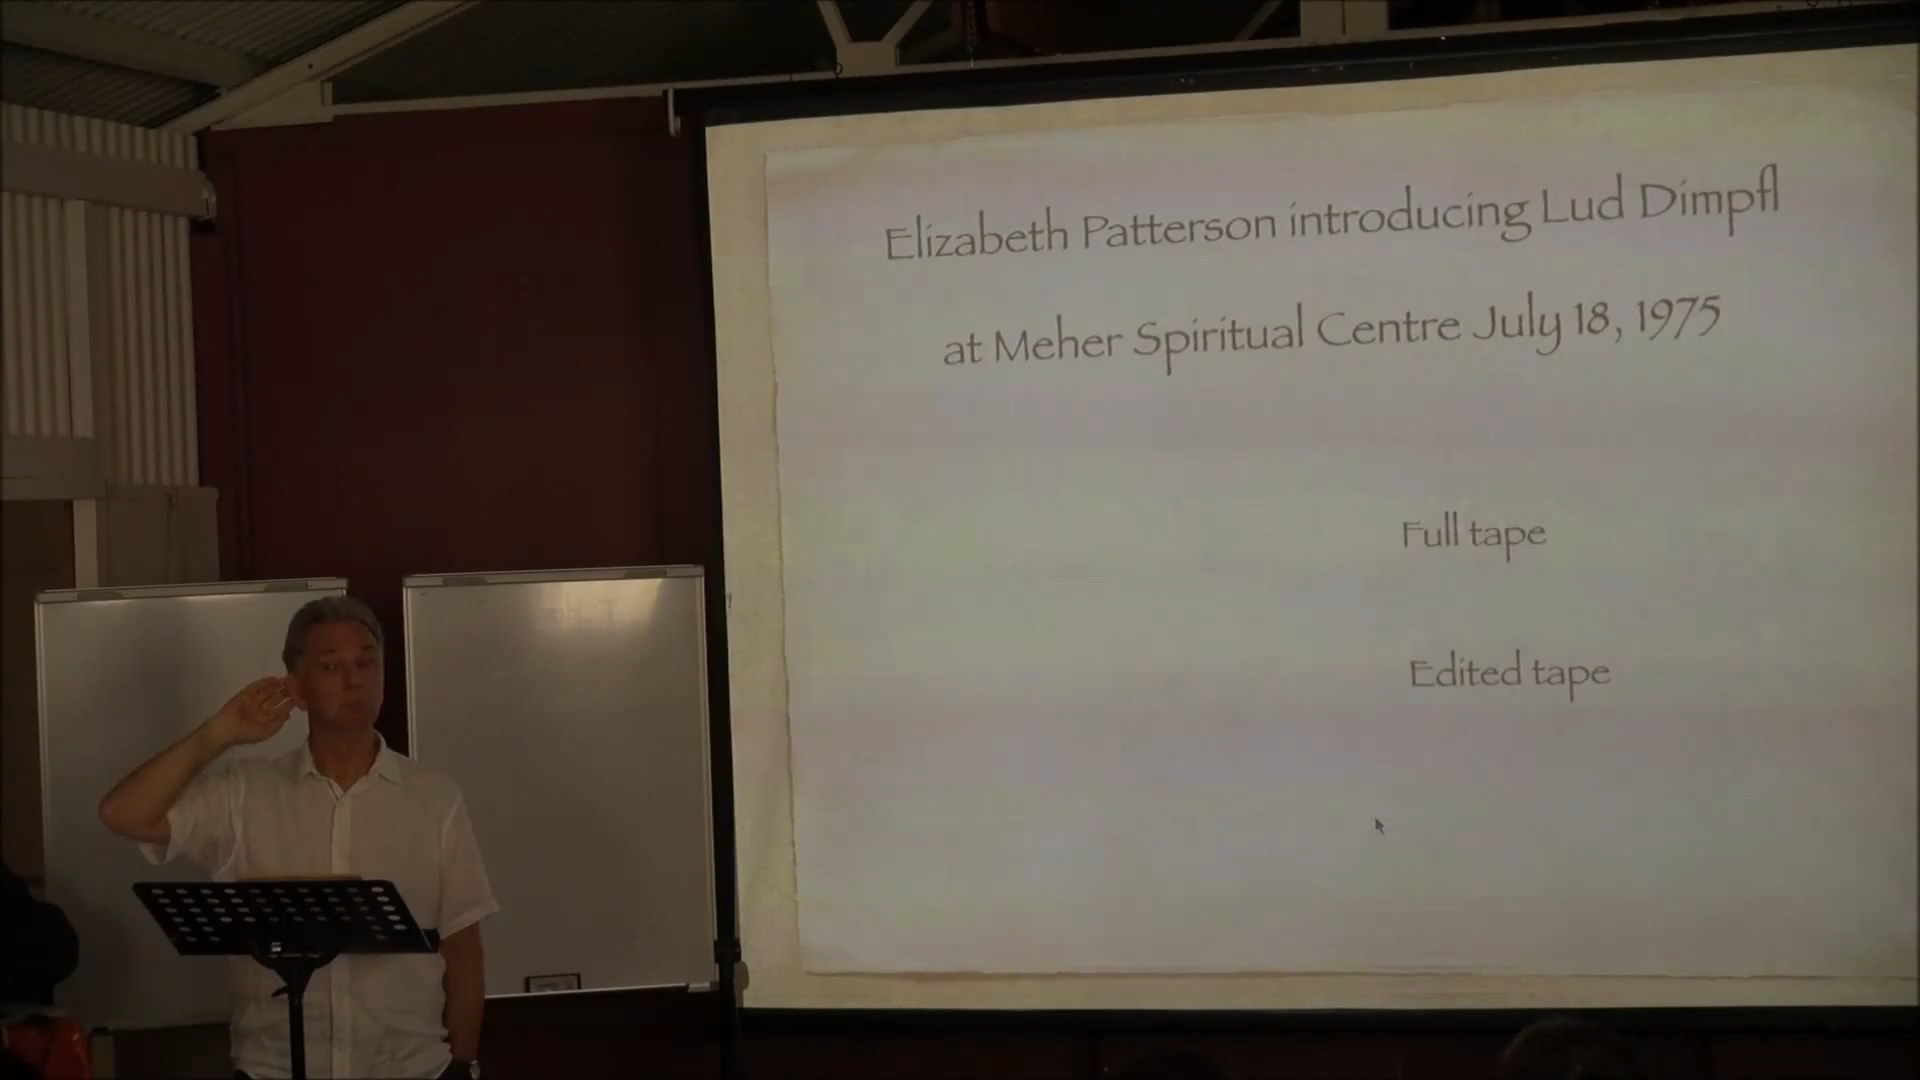 Elizabeth Patterson introducing Lud Dimpfl
at Meher Spiritual Centre July 18, 1975
Full tape
Edited tape